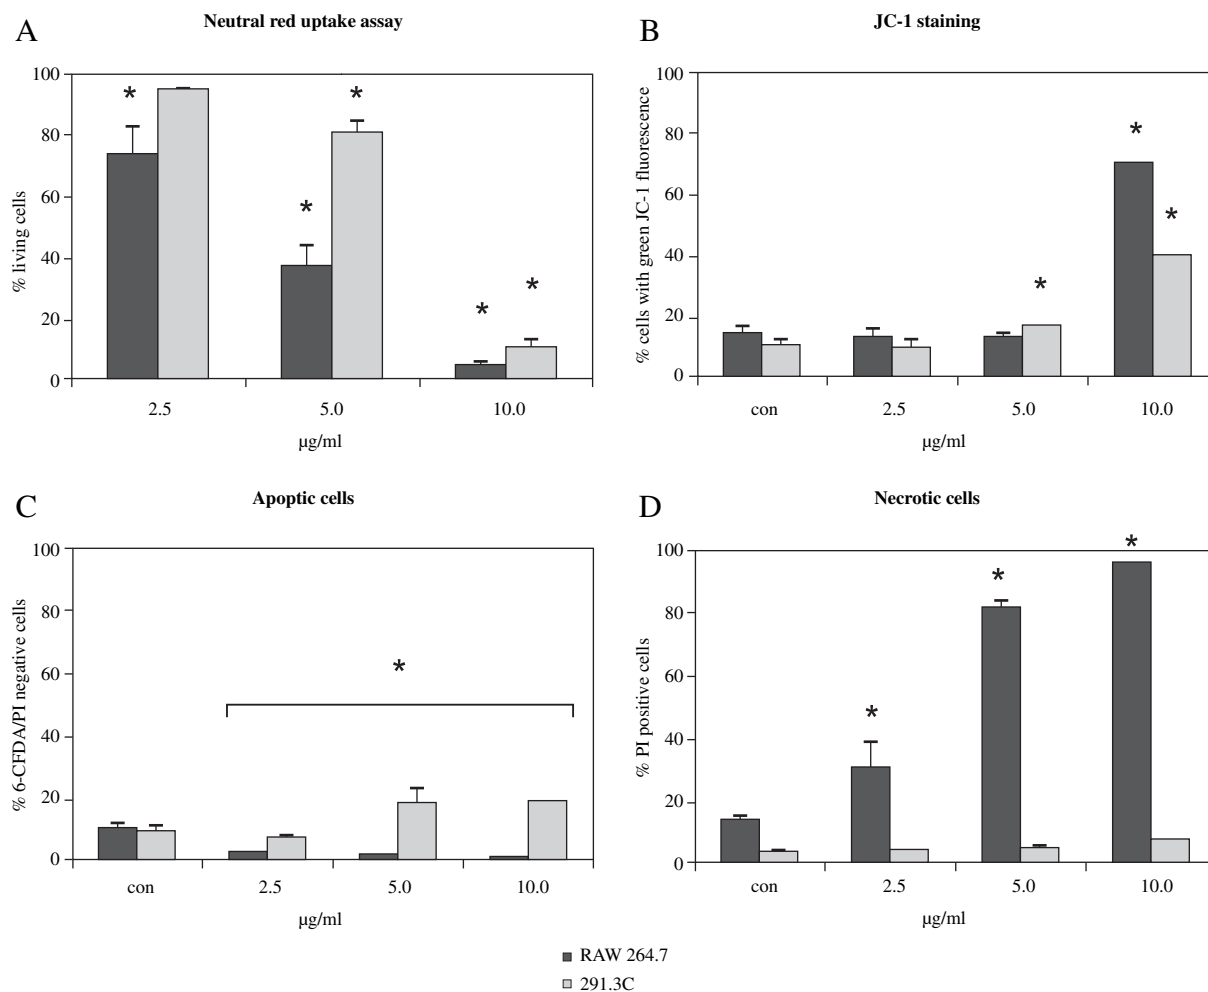 A
Neutral red uptake assay
% living cells
100
80
60
40
20
0
*
*
*
*
*
2.5
5.0
10.0
µg/ml
B
JC-1 staining
% cells with green JC-1 fluorescence
100
80
60
40
20
0
*
*
*
con
2.5
5.0
10.0
µg/ml
C
Apoptic cells
% 6-CFDA/PI negative cells
100
80
60
40
20
0
*
con
2.5
5.0
10.0
µg/ml
D
Necrotic cells
% PI positive cells
100
80
60
40
20
0
*
*
*
con
2.5
5.0
10.0
µg/ml
RAW 264.7
291.3C